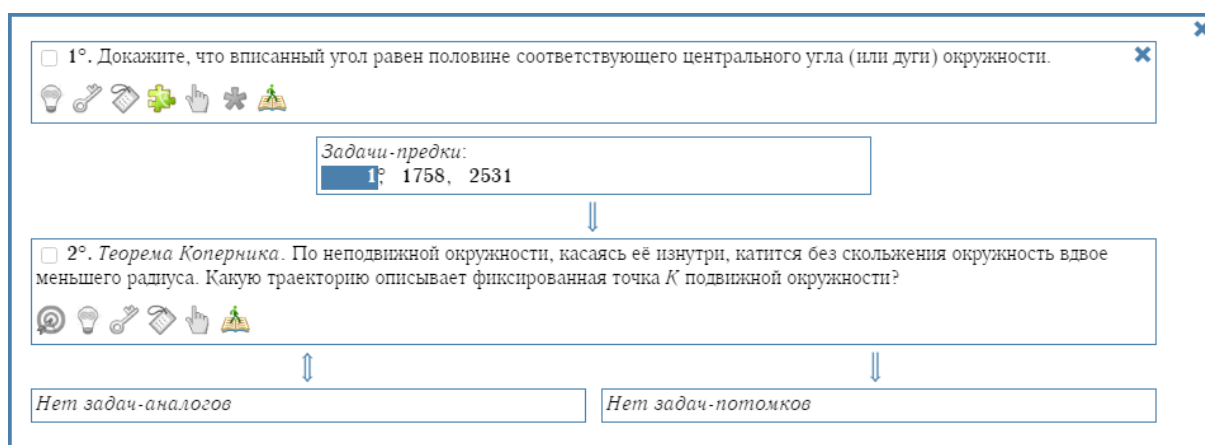 1°. Докажите, что вписанный угол равен половине соответствующего центрального угла (или дуги) окружности.
Задачи-предки:
1°, 1758, 2531
2°. Теорема Коперника. По неподвижной окружности, касаясь её изнутри, катится без скольжения окружность вдвое
меньшего радиуса. Какую траекторию описывает фиксированная точка K подвижной окружности?
Нет задач-аналогов
Нет задач-потомков